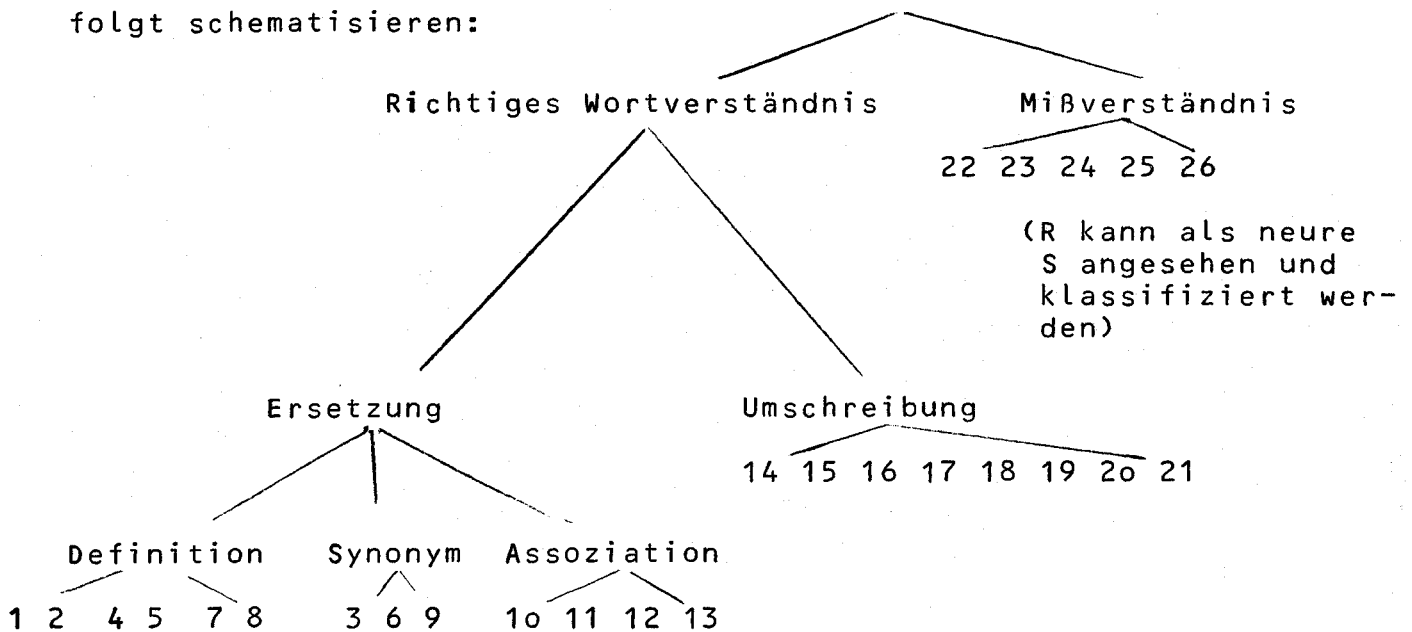 folgt schematisieren:
Richtiges Wortverständnis Mißverständnis
22 23 24 25 26
(R kann als neure
S angesehen und
klassifiziert wer-
den)
Ersetzung Umschreibung
14 15 16 17 18 19 2o 21
Definition Synonym Assoziation
1 2 4 5 7 8 3 6 9 1o 11 12 13